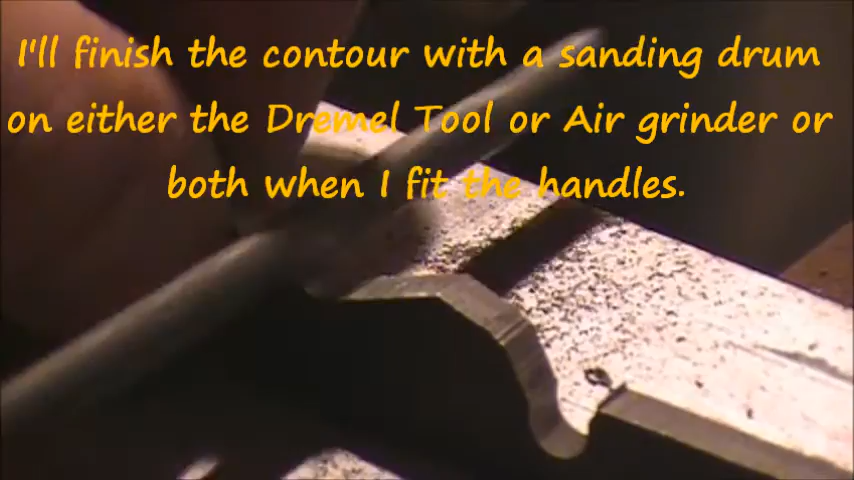 I'll finish the contour with a sanding drum
on either the Dremel Tool or Air grinder or
both when I fit the handles.